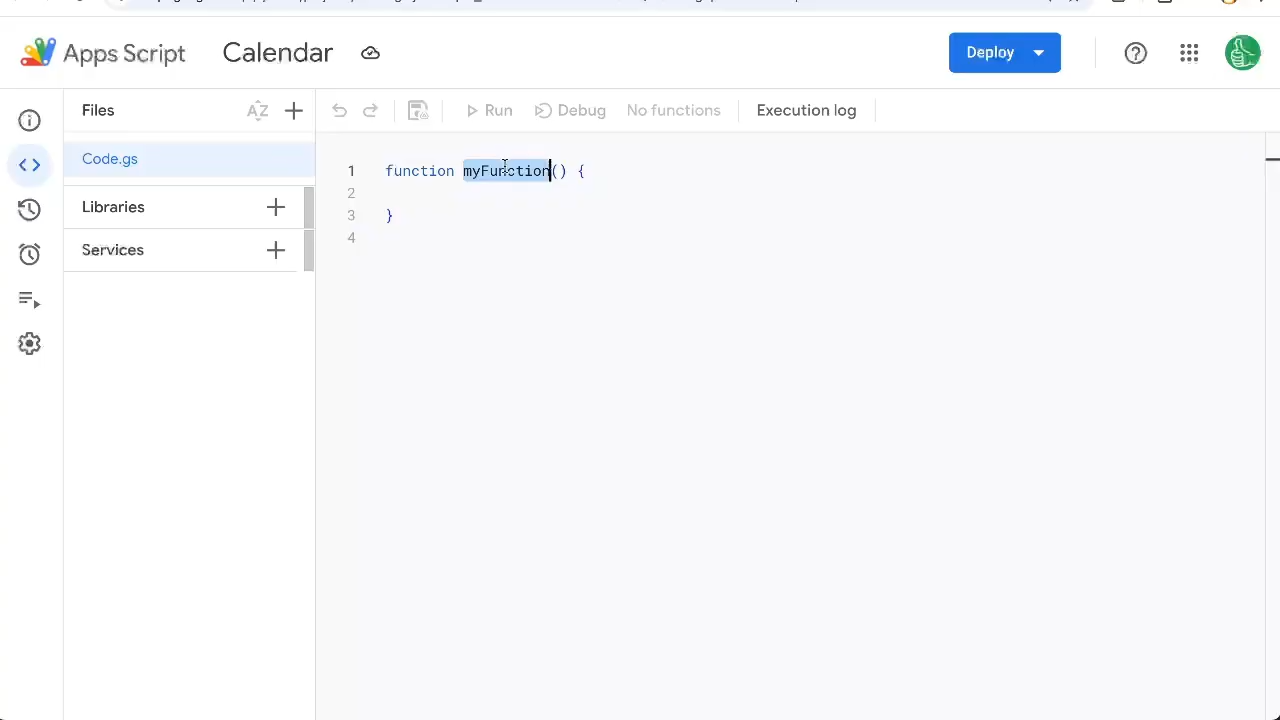 Apps Script Calendar Deploy
Files AZ Run Debug No functions Execution log
Code.gs
Libraries
Services
1 function myFunction() {
2
3 }
4